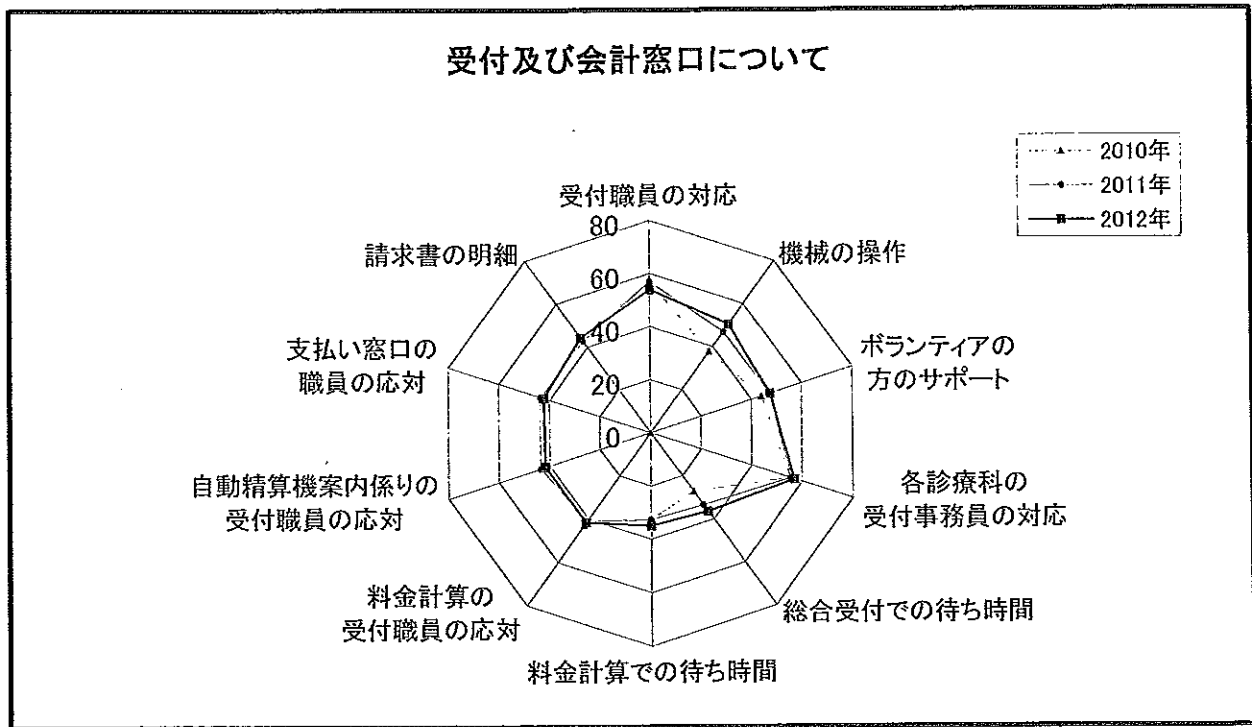 受付及び会計窓口について
2010年
2011年
2012年
受付職員の対応
機械の操作
ボランティアの
方のサポート
各診療科の
受付事務員の対応
総合受付での待ち時間
料金計算での待ち時間
料金計算の
受付職員の応対
自動精算機案内係りの
受付職員の応対
支払い窓口の
職員の応対
請求書の明細
80
60
40
20
0